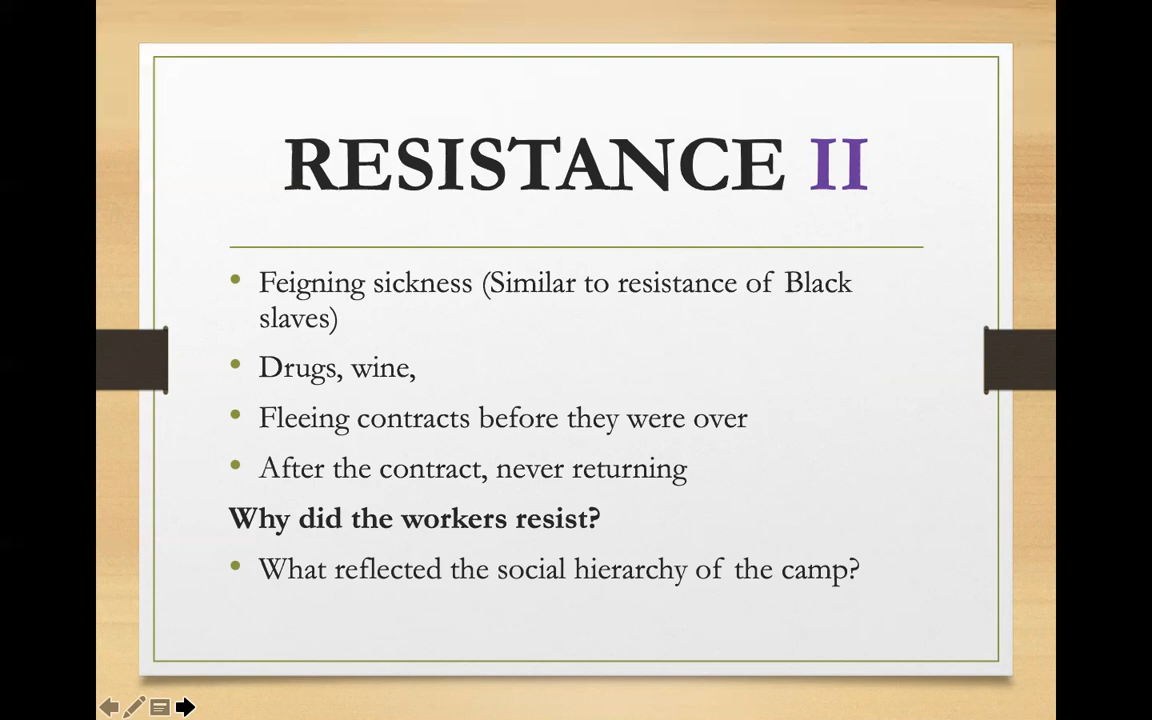 RESISTANCE II
Feigning sickness (Similar to resistance of Black
slaves)
Drugs, wine,
Fleeing contracts before they were over
After the contract, never returning
Why did the workers resist?
What reflected the social hierarchy of the camp?